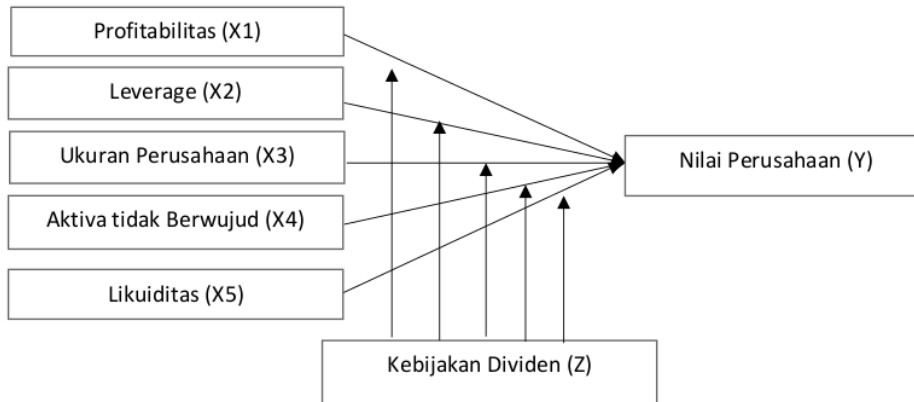 Profitabilitas (X1)
Leverage (X2)
Ukuran Perusahaan (X3)
Nilai Perusahaan (Y)
Aktiva tidak Berwujud (X4)
Likuiditas (X5)
Kebijakan Dividen (Z)